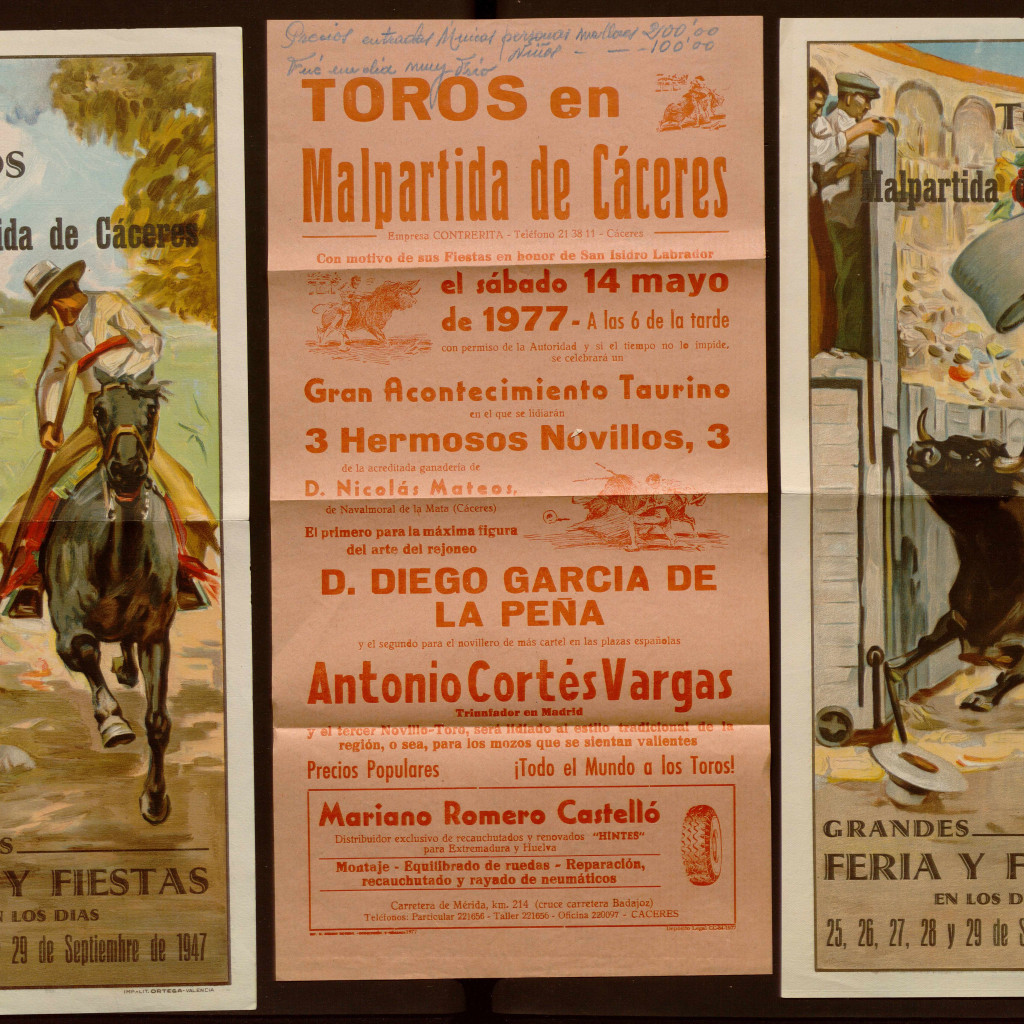 OS
ida de Cáceres
S
Y FIESTAS
N LOS DIAS
29 de Septiembre de 1947
IMP. LIT. ORTEGA - VALENCIA
Precios entradas
personas mallores 200'00
Niños - - - 100'00
muy Frio
TOROS en
Malpartida de Cáceres
Empresa CONTRERITA - Teléfono 21 38 11 - Cáceres
Con motivo de sus Fiestas en honor de San Isidro Labrador
el sábado 14 mayo
de 1977 - A las 6 de la tarde
con permiso de la Autoridad y si el tiempo no lo impide,
se celebrará un
Gran Acontecimiento Taurino
en el que se lidiarán
3 Hermosos Novillos, 3
de la acreditada ganadería de
D. Nicolás Mateos,
de Navalmoral de la Mata (Cáceres)
El primero para la máxima figura
del arte del rejoneo
D. DIEGO GARCIA DE
LA PEÑA
y el segundo para el novillero de más cartel en las plazas españolas
Antonio Cortés Vargas
Triunfador en Madrid
y el tercer Novillo-Toro, será lidiado al estilo tradicional de la
región, o sea, para los mozos que se sientan valientes
Precios Populares ¡Todo el Mundo a los Toros!
Mariano Romero Castelló
Distribuidor exclusivo de recauchutados y renovados "HINTES"
para Extremadura y Huelva
Montaje - Equilibrado de ruedas - Reparación,
recauchutado y rayado de neumáticos
Carretera de Mérida, km. 214 (cruce carretera Badajoz)
Teléfonos: Particular 221656 - Taller 221656 - Oficina 220097 - CACERES
T
Malpartida d
GRANDES
FERIA Y F
EN LOS D
25, 26, 27, 28 y 29 de S